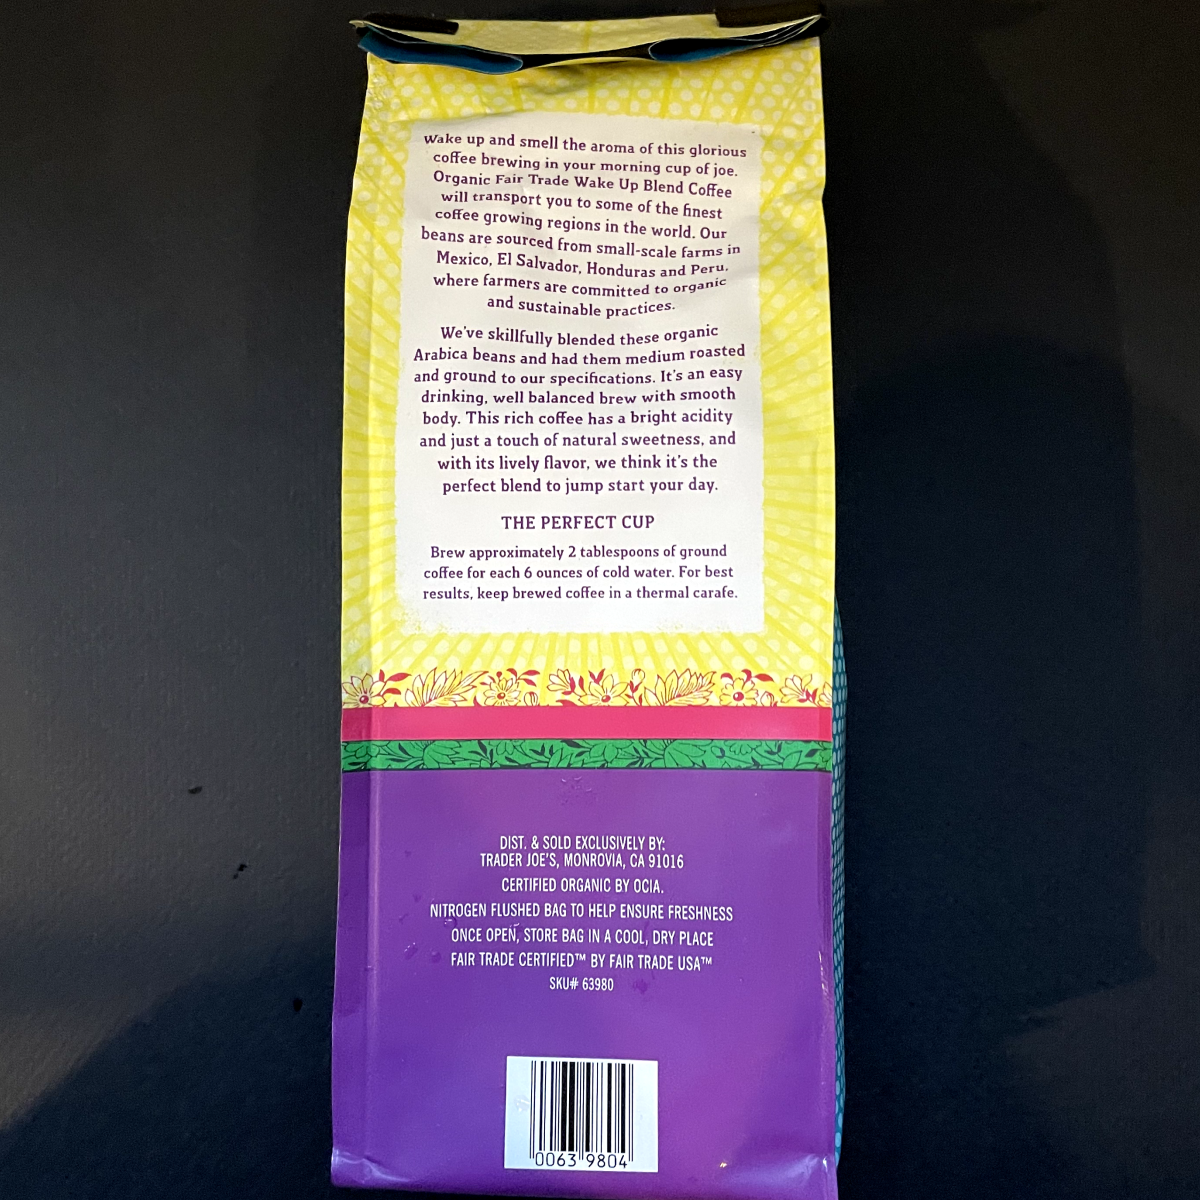 Wake up and smell the aroma of this glorious
coffee brewing in your morning cup of joe.
Organic Fair Trade Wake Up Blend Coffee
will transport you to some of the finest
coffee growing regions in the world. Our
beans are sourced from small-scale farms in
Mexico, El Salvador, Honduras and Peru,
where farmers are committed to organic
and sustainable practices.
We've skillfully blended these organic
Arabica beans and had them medium roasted
and ground to our specifications. It's an easy
drinking, well balanced brew with smooth
body. This rich coffee has a bright acidity
and just a touch of natural sweetness, and
with its lively flavor, we think it's the
perfect blend to jump start your day.
THE PERFECT CUP
Brew approximately 2 tablespoons of ground
coffee for each 6 ounces of cold water. For best
results, keep brewed coffee in a thermal carafe.
DIST. & SOLD EXCLUSIVELY BY:
TRADER JOE'S, MONROVIA, CA 91016
CERTIFIED ORGANIC BY OCIA.
NITROGEN FLUSHED BAG TO HELP ENSURE FRESHNESS
ONCE OPEN, STORE BAG IN A COOL, DRY PLACE
FAIR TRADE CERTIFIED™ BY FAIR TRADE USA™
SKU# 63980
0063 9804